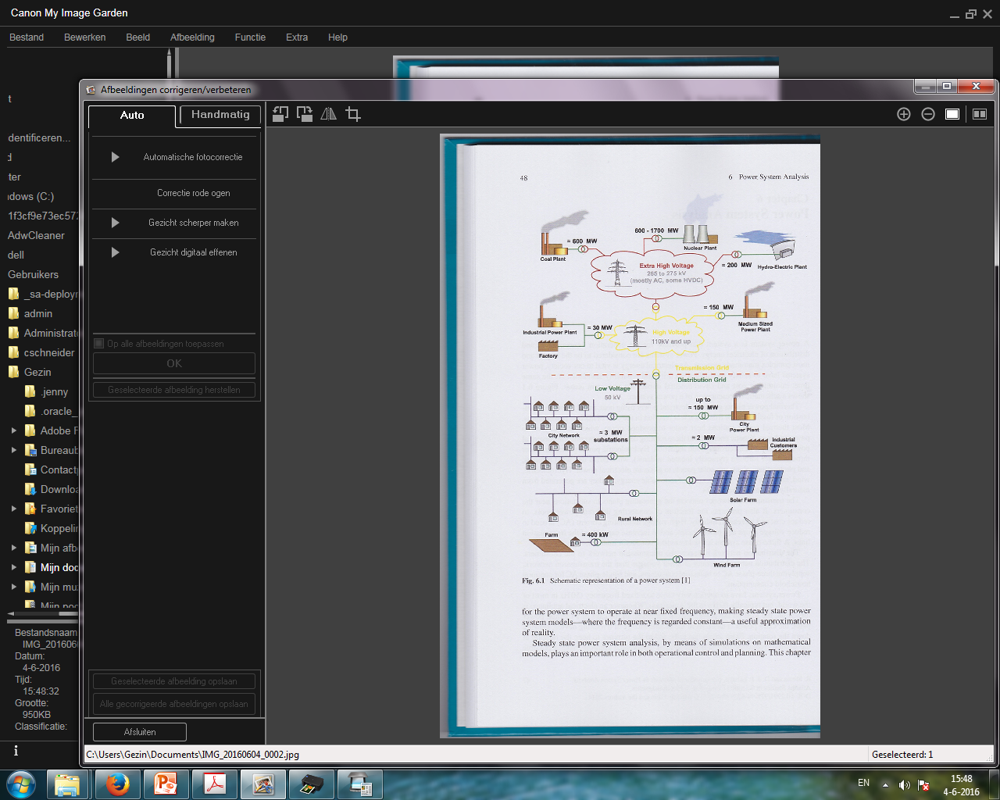 Canon My Image Garden
Bestand Bewerken Beeld Afbeelding Functie Extra Help
Afbeeldingen corrigeren/verbeteren
Auto Handmatig
Automatische fotocorrectie
Correctie rode ogen
Gezicht scherper maken
Gezicht digitaal effenen
Op alle afbeeldingen toepassen
OK
Geselecteerde afbeelding herstellen
Geselecteerde afbeelding opslaan
Alle gecorrigeerde afbeeldingen opslaan
Afsluiten
t
dentificeren...
ter
ndows (C:)
1f3cf9e73ec572
AdwCleaner
dell
Gebruikers
_sa-deploym
admin
Administrat
cschneider
Gezin
.jenny
.oracle_
Adobe F
Bureaub
Contact
Downloa
Favoriet
Koppelin
Mijn afb
Mijn doc
Mijn mu
Bestandsnaam
IMG_2016060
Datum:
4-6-2016
Tijd:
15:48:32
Grootte:
950KB
Classificatie:
48 6 Power System Analysis
≈ 600 MW
Coal Plant
600 - 1700 MW
Nuclear Plant
≈ 200 MW
Hydro-Electric Plant
Extra High Voltage
265 to 275 kV
(mostly AC, some HVDC)
≈ 150 MW
Medium Sized
Power Plant
Industrial Power Plant
≈ 30 MW
Factory
High Voltage
110kV and up
Transmission Grid
Distribution Grid
Low Voltage
50 kV
up to
≈ 150 MW
City
Power Plant
City Network
≈ 3 MW
substations
≈ 2 MW
Industrial
Customers
Solar Farm
Rural Network
Farm
≈ 400 kW
Wind Farm
Fig. 6.1 Schematic representation of a power system [1]
for the power system to operate at near fixed frequency, making steady state power
system models—where the frequency is regarded constant—a useful approximation
of reality.
Steady state power system analysis, by means of simulations on mathematical
models, plays an important role in both operational control and planning. This chapter
C:\Users\Gezin\Documents\IMG_20160604_0002.jpg
Geselecteerd: 1
EN
15:48
4-6-2016